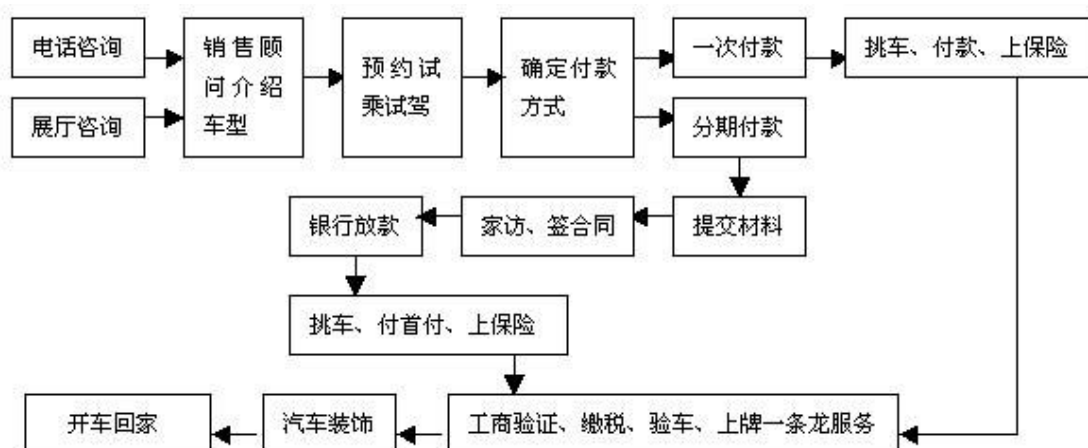 电话咨询
展厅咨询
销售顾
问介绍
车型
预约试
乘试驾
确定付款
方式
一次付款
挑车、付款、上保险
分期付款
提交材料
家访、签合同
银行放款
挑车、付首付、上保险
工商验证、缴税、验车、上牌一条龙服务
汽车装饰
开车回家